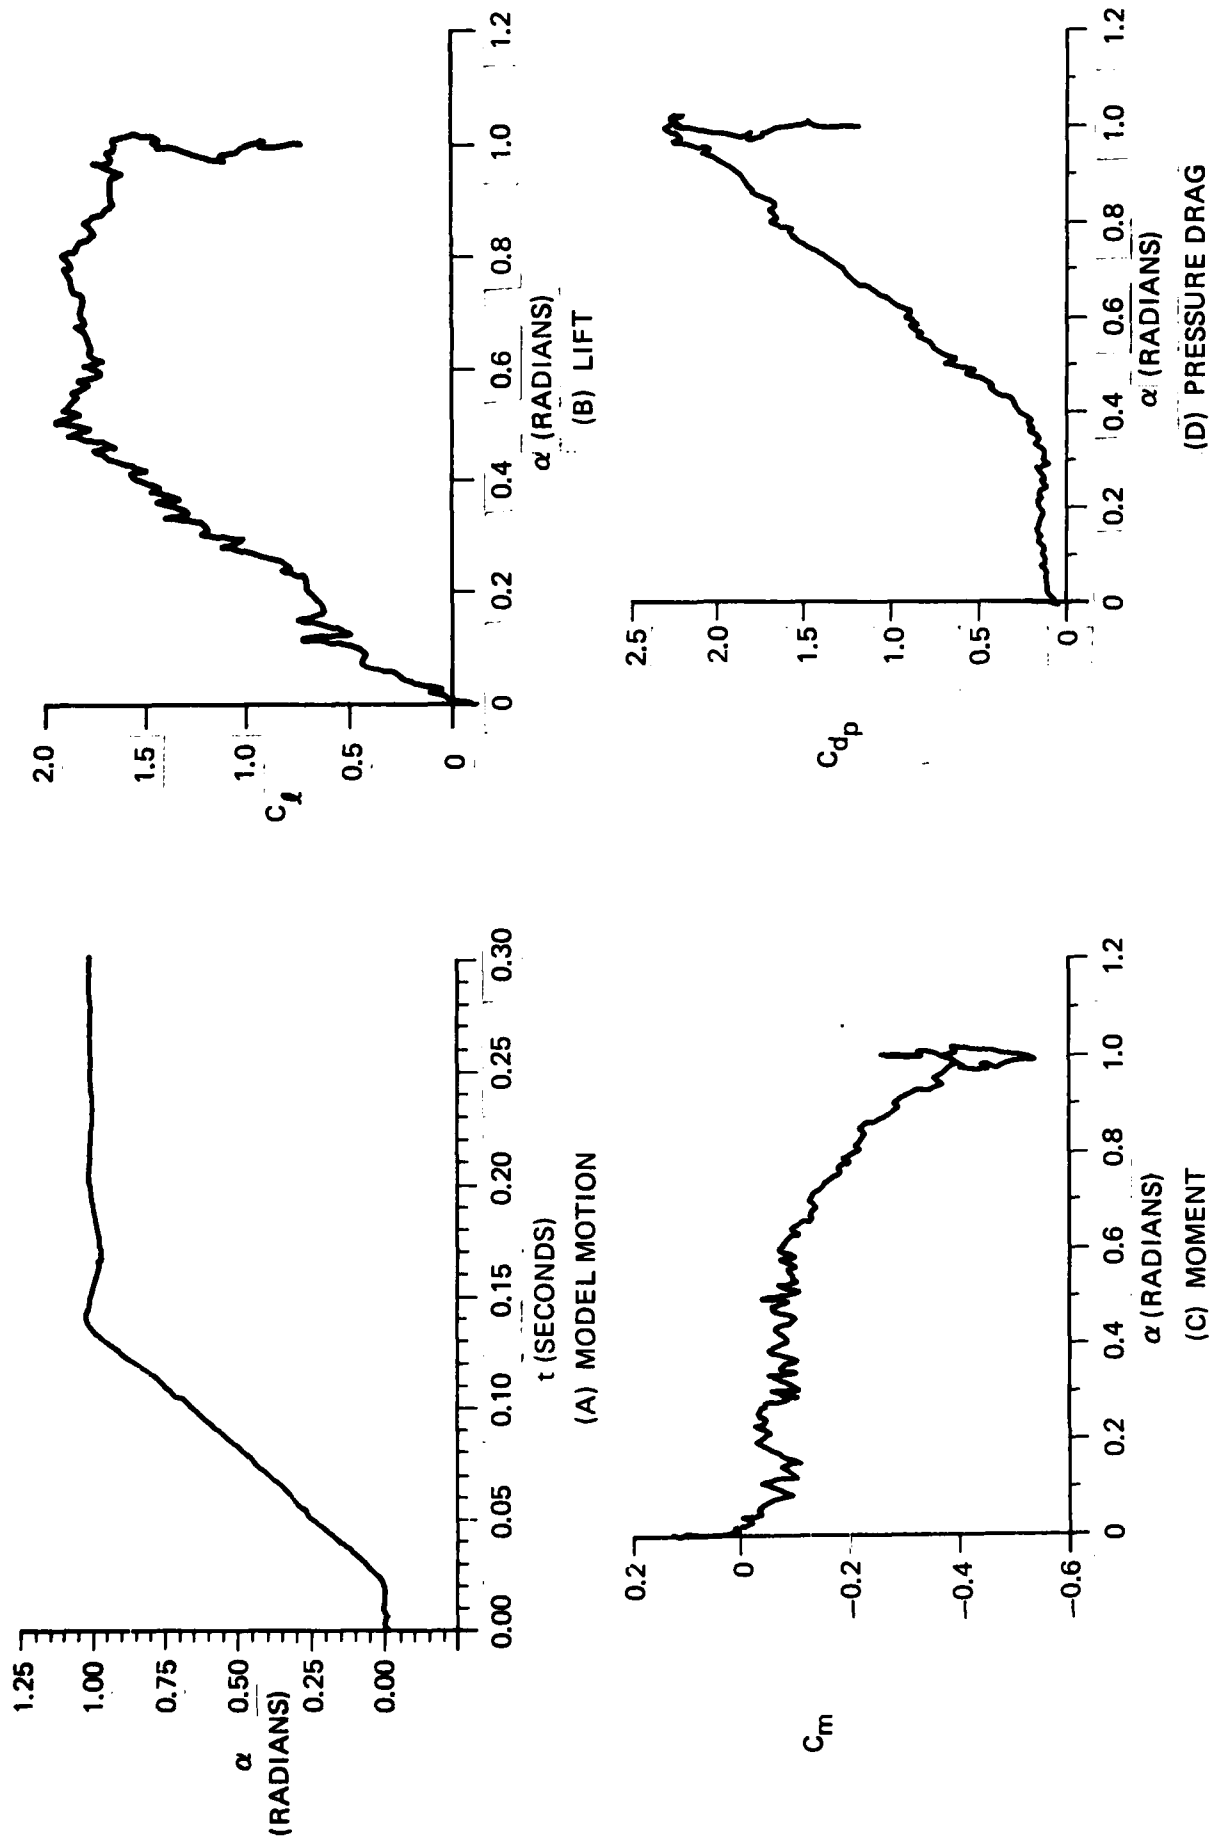 1.25
1.00
0.75
0.50
0.25
0.00
α
(RADIANS)
0.00 0.05 0.10 0.15 0.20 0.25 0.30
t (SECONDS)
(A) MODEL MOTION
2.0
1.5
1.0
0.5
0
Cℓ
0 0.2 0.4 0.6 0.8 1.0 1.2
α (RADIANS)
(B) LIFT
0.2
0
−0.2
−0.4
−0.6
Cm
0 0.2 0.4 0.6 0.8 1.0 1.2
α (RADIANS)
(C) MOMENT
2.5
2.0
1.5
1.0
0.5
0
Cdp
0 0.2 0.4 0.6 0.8 1.0 1.2
α (RADIANS)
(D) PRESSURE DRAG